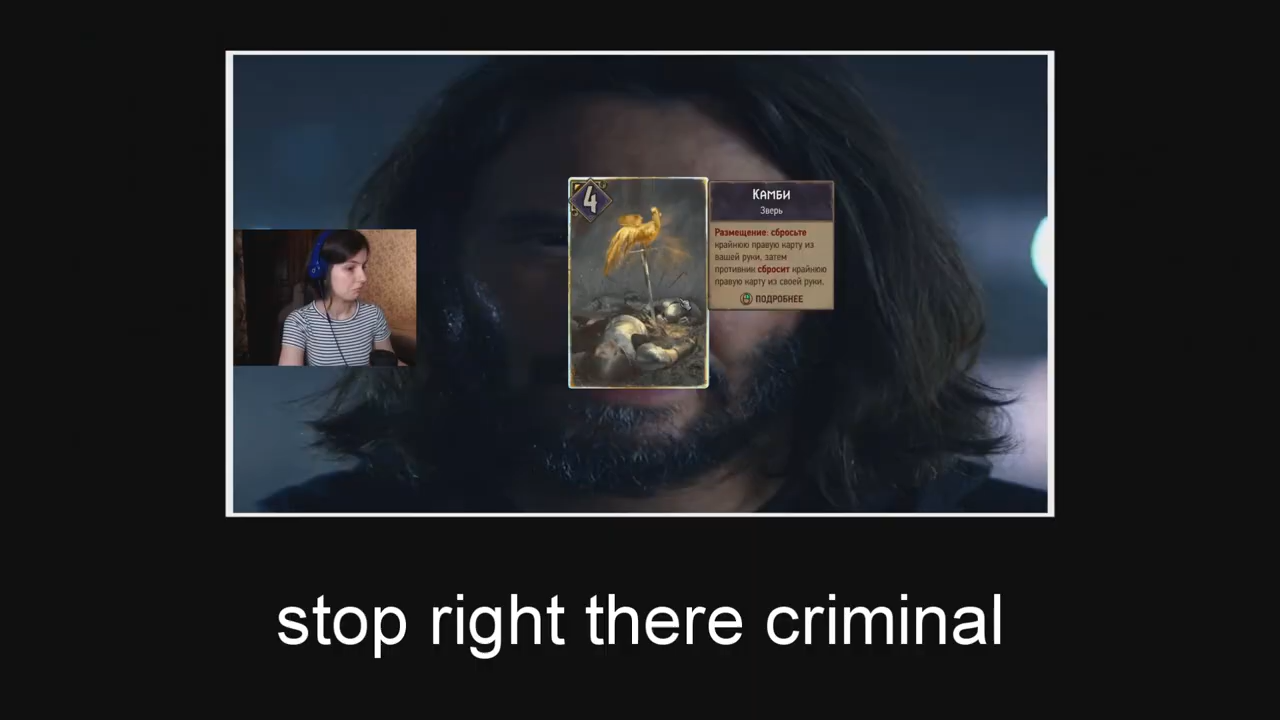 4
Камби
Зверь
Размещение: сбросьте
крайнюю правую карту из
вашей руки, затем
противник сбросит крайнюю
правую карту из своей руки.
ПОДРОБНЕЕ
stop right there criminal